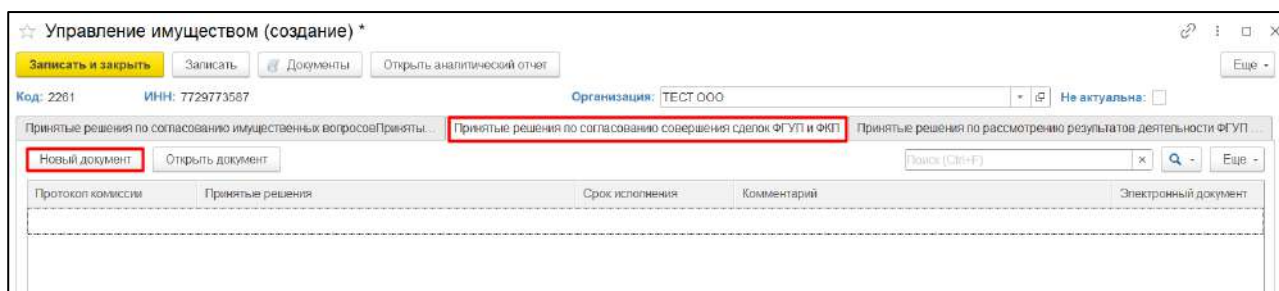 Управление имуществом (создание) *
Записать и закрыть Записать Документы Открыть аналитический отчет Еще
Код: 2261 ИНН: 7729773587 Организация: ТЕСТ ООО Не актуальна:
Принятые решения по согласованию имущественных вопросовПриняты... Принятые решения по согласованию совершения сделок ФГУП и ФКП Принятые решения по рассмотрению результатов деятельности ФГУП ...
Новый документ Открыть документ Поиск (Ctrl+F) × Еще
Протокол комиссии Принятые решения Срок исполнения Комментарий Электронный документ